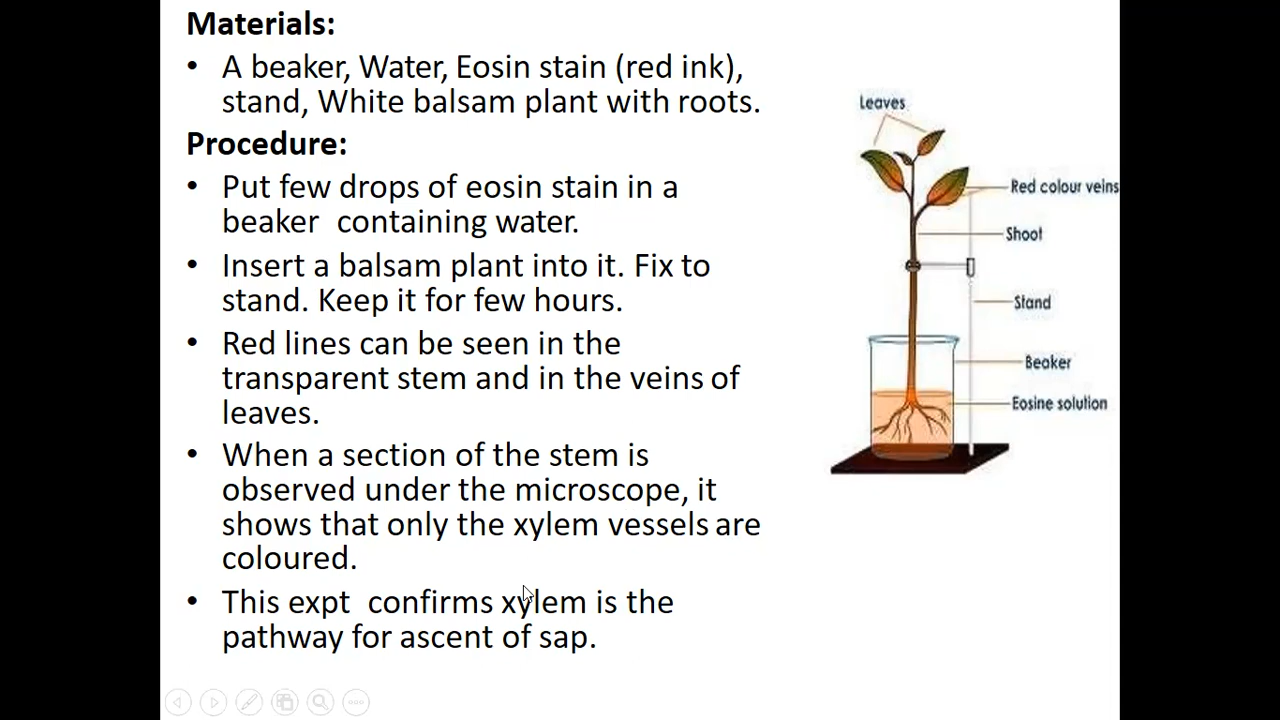 Materials:
• A beaker, Water, Eosin stain (red ink),
stand, White balsam plant with roots.
Procedure:
• Put few drops of eosin stain in a
beaker containing water.
• Insert a balsam plant into it. Fix to
stand. Keep it for few hours.
• Red lines can be seen in the
transparent stem and in the veins of
leaves.
• When a section of the stem is
observed under the microscope, it
shows that only the xylem vessels are
coloured.
• This expt confirms xylem is the
pathway for ascent of sap.
Leaves
Red colour veins
Shoot
Stand
Beaker
Eosine solution